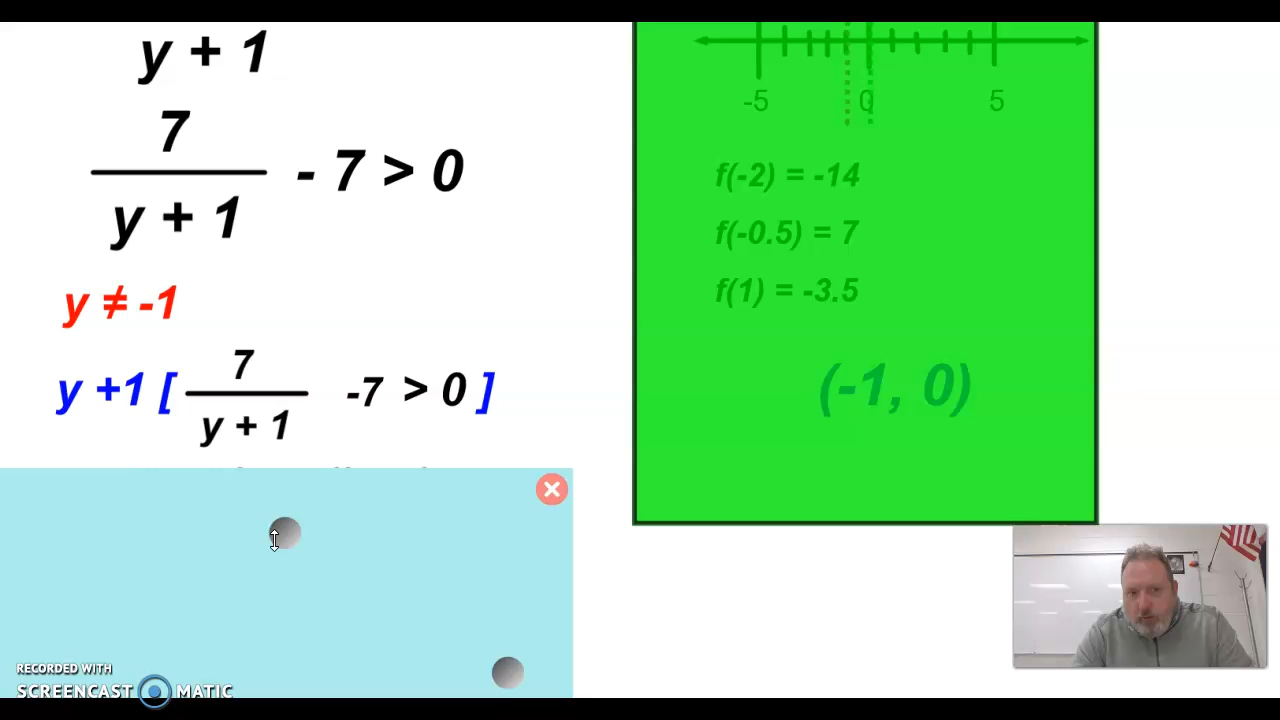 y + 1
7
- 7 > 0
y + 1
y ≠ -1
7
y +1 [ -7 > 0 ]
y + 1
-5 0 5
f(-2) = -14
f(-0.5) = 7
f(1) = -3.5
(-1, 0)
RECORDED WITH
SCREENCAST MATIC